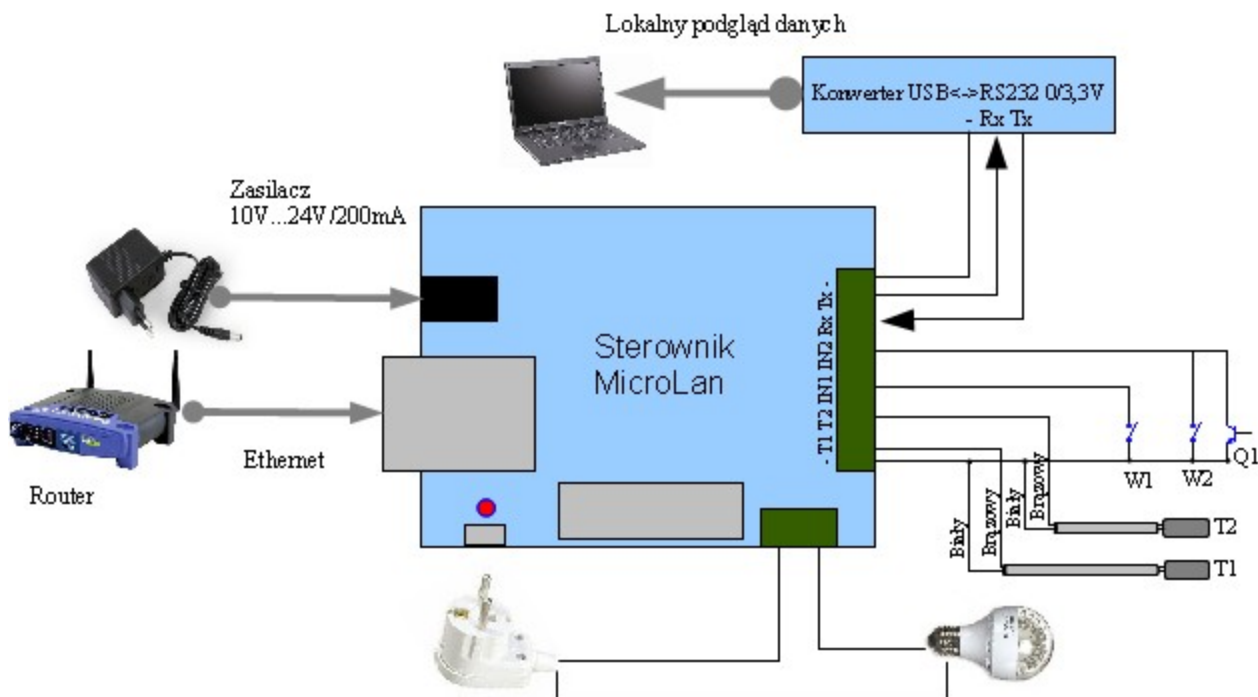 Lokalny podgląd danych
Konwerter USB<->RS232 0/3,3V
- Rx Tx
Zasilacz
10V...24V/200mA
Sterownik
MicroLan
- T1 T2 IN1 IN2 Rx Tx -
Ethernet
Router
W1
W2
Q1
Biały
Brązowy
Biały
Brązowy
T2
T1